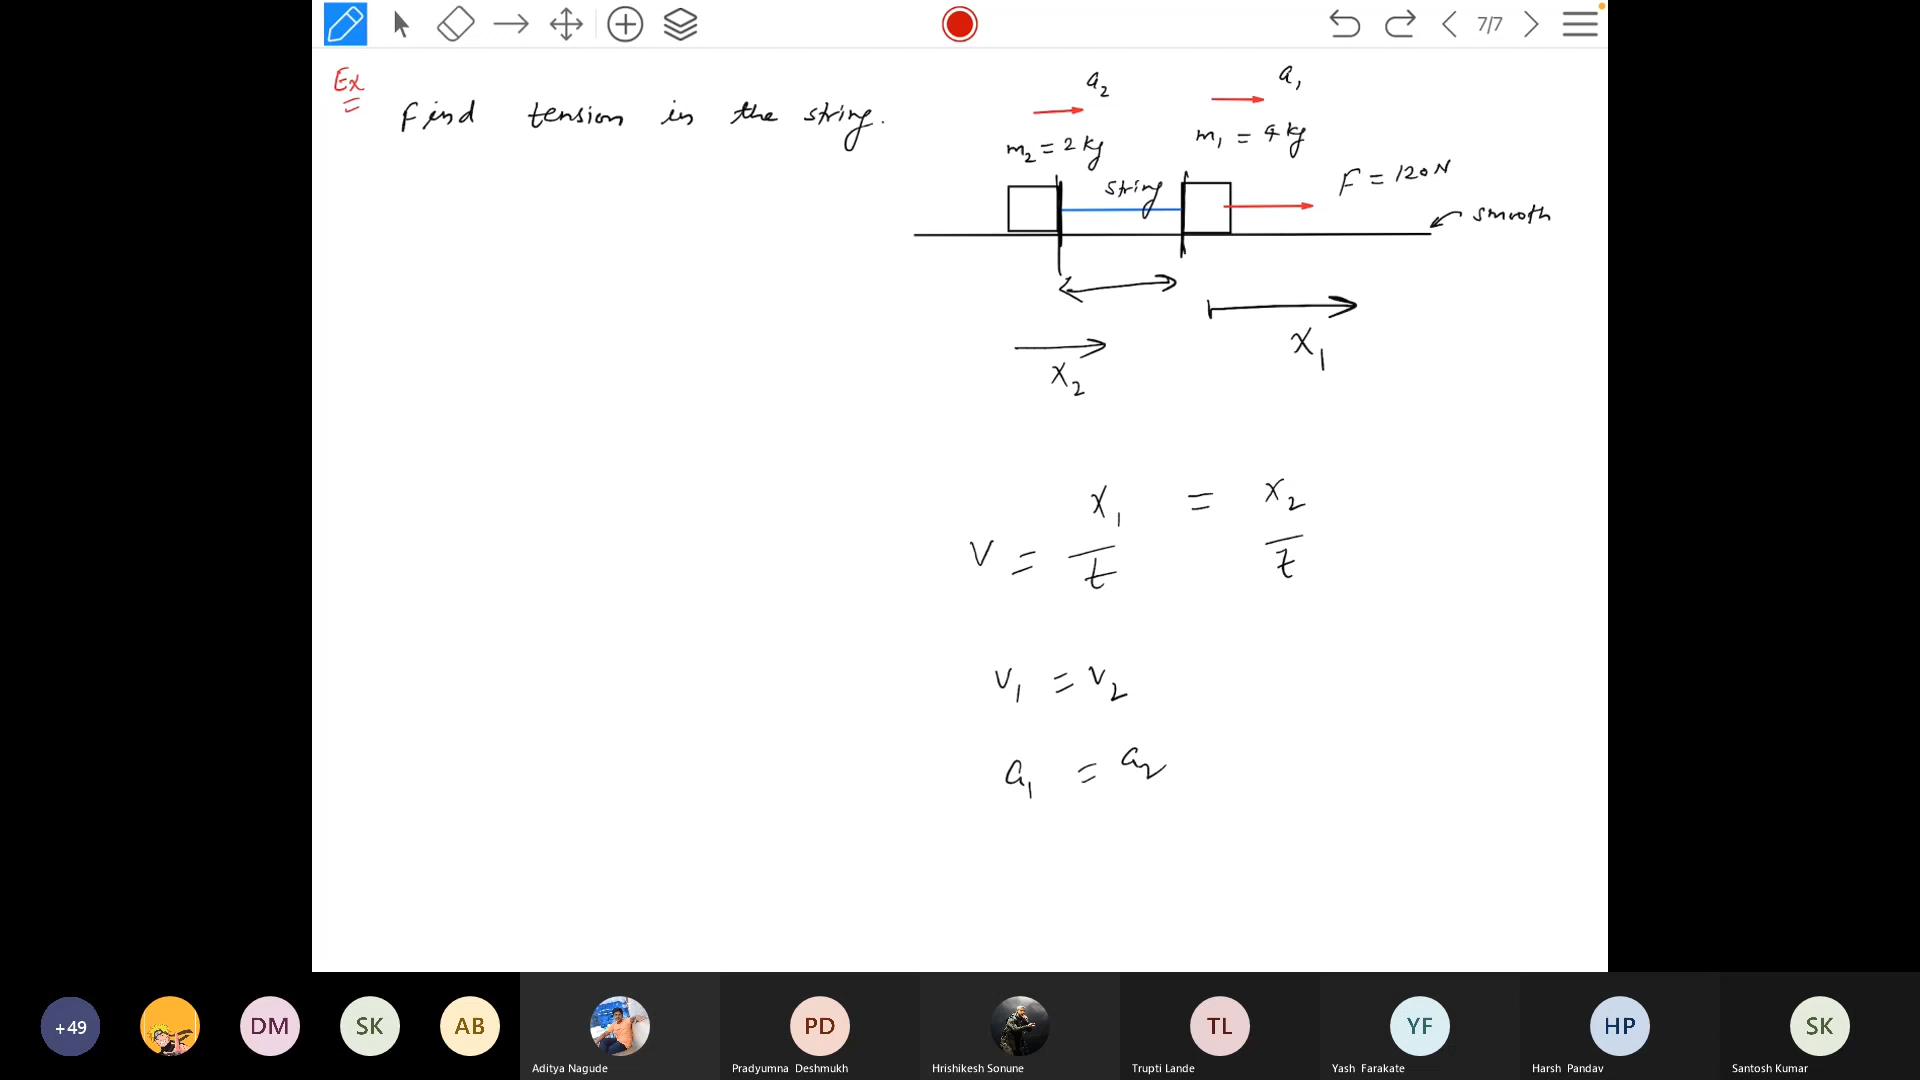 7/7
Ex
Find tension in the string.
a2
a1
m2 = 2 kg
m1 = 4 kg
string
F = 120 N
smooth
x1
x2
x1 = x2
V = — —
t t
v1 = v2
a1 = a2
+49
DM
SK
AB
PD
TL
YF
HP
SK
Aditya Nagude
Pradyumna Deshmukh
Hrishikesh Sonune
Trupti Lande
Yash Farakate
Harsh Pandav
Santosh Kumar